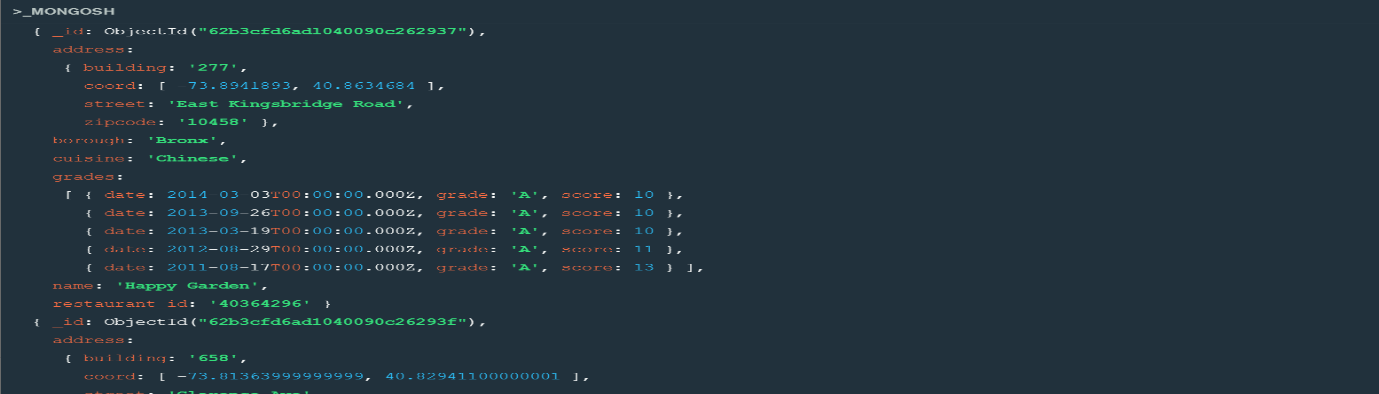 >_MONGOSH
{ _id: ObjectId("62b3cfd6ad1040090c262937"),
address:
{ building: '277',
coord: [ -73.8941893, 40.8634684 ],
street: 'East Kingsbridge Road',
zipcode: '10458' },
borough: 'Bronx',
cuisine: 'Chinese',
grades:
[ { date: 2014-03-03T00:00:00.000Z, grade: 'A', score: 10 },
{ date: 2013-09-26T00:00:00.000Z, grade: 'A', score: 10 },
{ date: 2013-03-19T00:00:00.000Z, grade: 'A', score: 10 },
{ date: 2012-08-29T00:00:00.000Z, grade: 'A', score: 11 },
{ date: 2011-08-17T00:00:00.000Z, grade: 'A', score: 13 } ],
name: 'Happy Garden',
restaurant_id: '40364296' }
{ _id: ObjectId("62b3cfd6ad1040090c26293f"),
address:
{ building: '658',
coord: [ -73.81363999999999, 40.82941100000001 ],